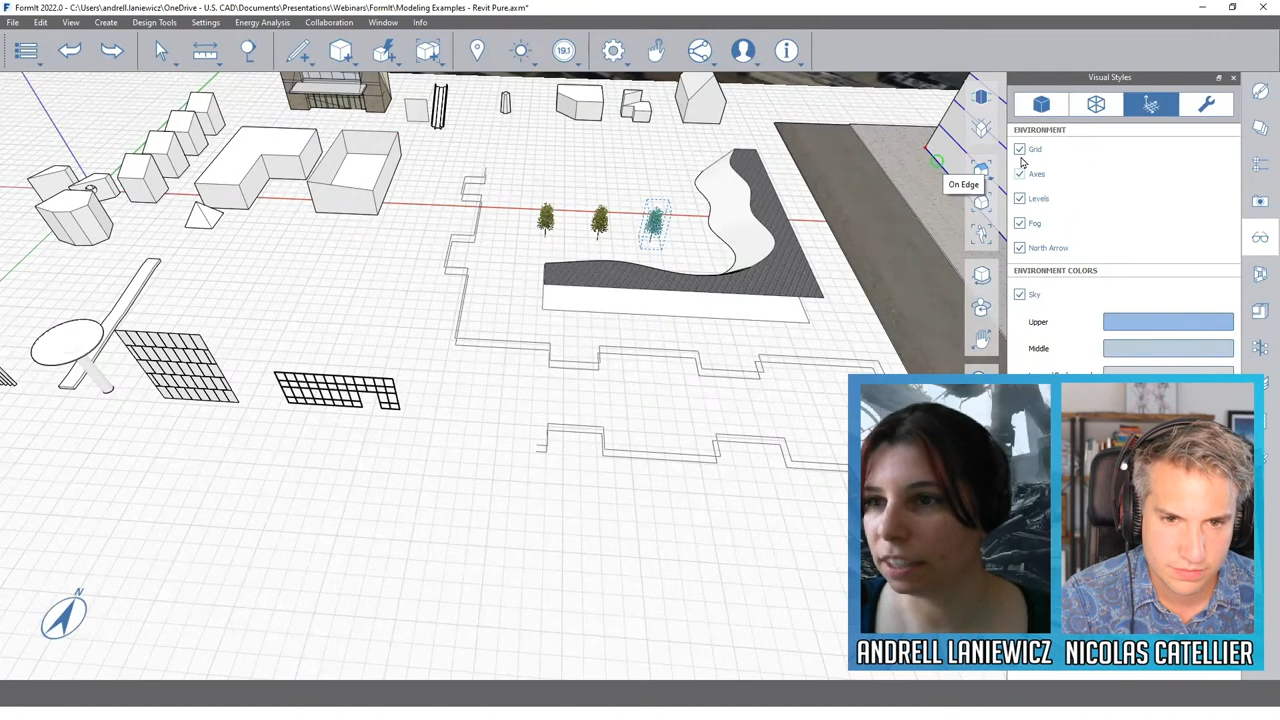 FormIt 2022.0 - C:\Users\andrell.laniewicz\OneDrive - U.S. CAD\Documents\Presentations\Webinars\FormIt\Modeling Examples - Revit Pure.axm*
File Edit View Create Design Tools Settings Energy Analysis Collaboration Window Info
19.1
Visual Styles
ENVIRONMENT
Grid
Axes
Levels
Fog
North Arrow
ENVIRONMENT COLORS
Sky
Upper
Middle
On Edge
N
ANDRELL LANIEWICZ
NICOLAS CATELLIER